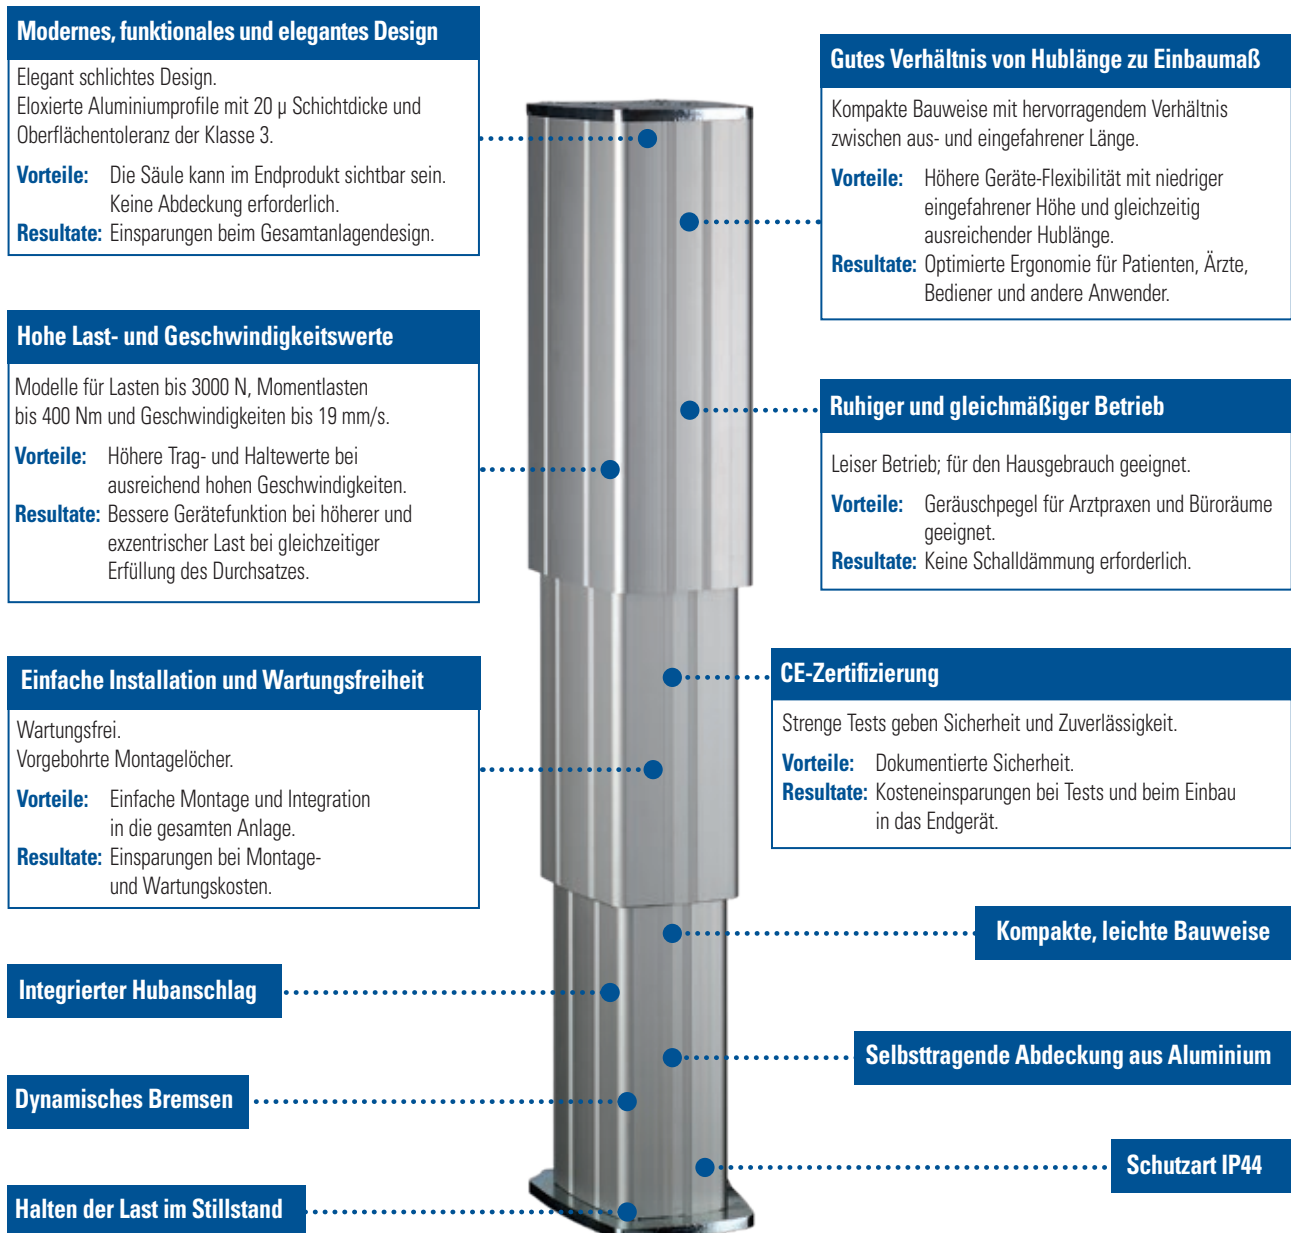 Modernes, funktionales und elegantes Design
Elegant schlichtes Design.
Eloxierte Aluminiumprofile mit 20 µ Schichtdicke und
Oberflächentoleranz der Klasse 3.
Vorteile: Die Säule kann im Endprodukt sichtbar sein.
Keine Abdeckung erforderlich.
Resultate: Einsparungen beim Gesamtanlagendesign.
Hohe Last- und Geschwindigkeitswerte
Modelle für Lasten bis 3000 N, Momentlasten
bis 400 Nm und Geschwindigkeiten bis 19 mm/s.
Vorteile: Höhere Trag- und Haltewerte bei
ausreichend hohen Geschwindigkeiten.
Resultate: Bessere Gerätefunktion bei höherer und
exzentrischer Last bei gleichzeitiger
Erfüllung des Durchsatzes.
Einfache Installation und Wartungsfreiheit
Wartungsfrei.
Vorgebohrte Montagelöcher.
Vorteile: Einfache Montage und Integration
in die gesamten Anlage.
Resultate: Einsparungen bei Montage-
und Wartungskosten.
Integrierter Hubanschlag
Dynamisches Bremsen
Halten der Last im Stillstand
Gutes Verhältnis von Hublänge zu Einbaumaß
Kompakte Bauweise mit hervorragendem Verhältnis
zwischen aus- und eingefahrener Länge.
Vorteile: Höhere Geräte-Flexibilität mit niedriger
eingefahrener Höhe und gleichzeitig
ausreichender Hublänge.
Resultate: Optimierte Ergonomie für Patienten, Ärzte,
Bediener und andere Anwender.
Ruhiger und gleichmäßiger Betrieb
Leiser Betrieb; für den Hausgebrauch geeignet.
Vorteile: Geräuschpegel für Arztpraxen und Büroräume
geeignet.
Resultate: Keine Schalldämmung erforderlich.
CE-Zertifizierung
Strenge Tests geben Sicherheit und Zuverlässigkeit.
Vorteile: Dokumentierte Sicherheit.
Resultate: Kosteneinsparungen bei Tests und beim Einbau
in das Endgerät.
Kompakte, leichte Bauweise
Selbsttragende Abdeckung aus Aluminium
Schutzart IP44